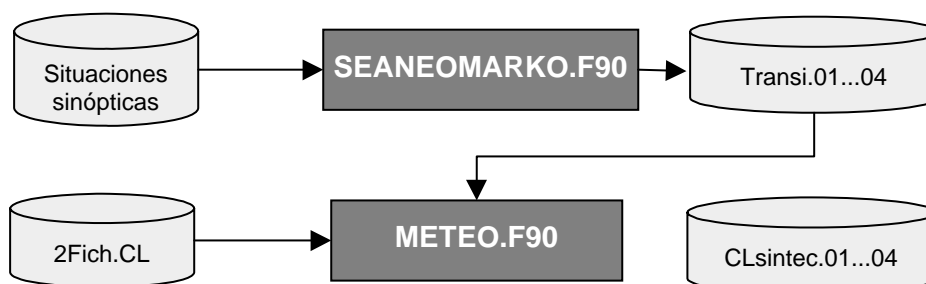 Situaciones
sinópticas
SEANEOMARKO.F90
Transi.01...04
2Fich.CL
METEO.F90
CLsintec.01...04